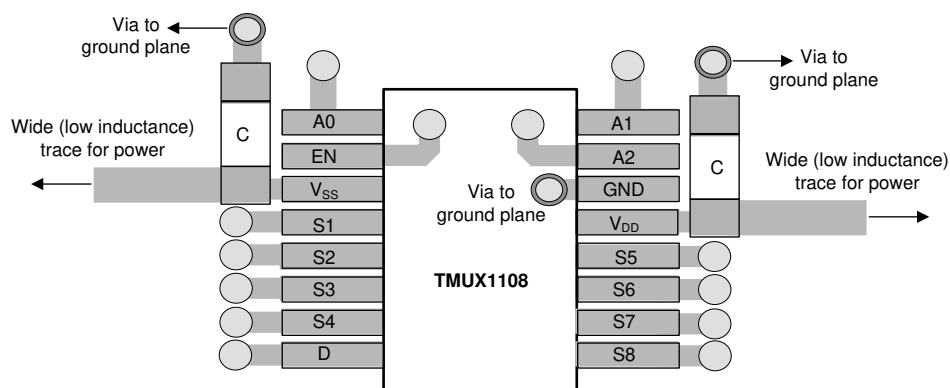 Via to
ground plane
Via to
ground plane
Wide (low inductance)
trace for power
C
A0
EN
VSS
S1
S2
S3
S4
D
Via to
ground plane
TMUX1108
A1
A2
GND
VDD
S5
S6
S7
S8
C
Wide (low inductance)
trace for power